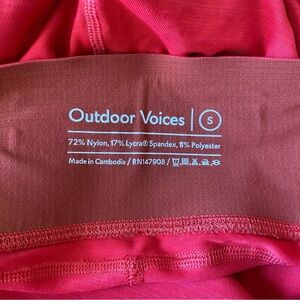 Outdoor Voices | S
72% Nylon, 17% Lycra® Spandex, 11% Polyester
Made in Cambodia / RN147908 /